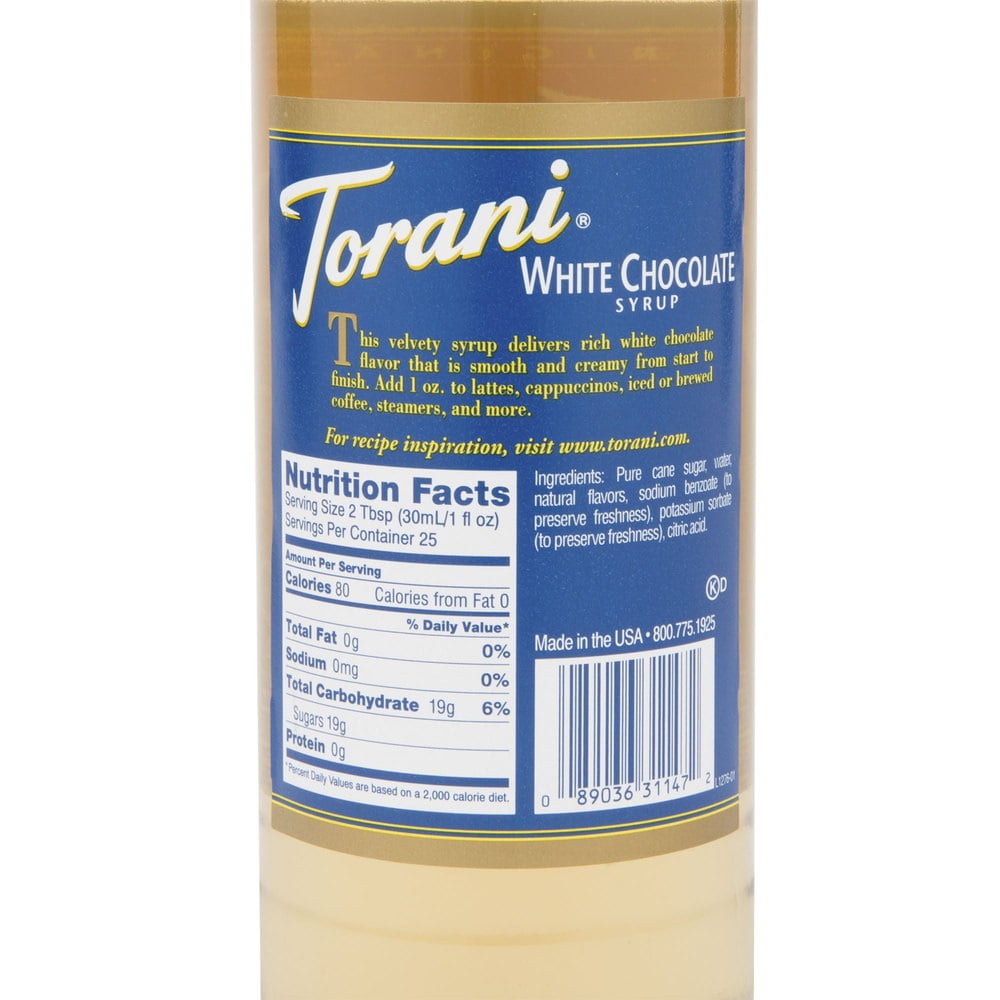 Torani®
WHITE CHOCOLATE
SYRUP
This velvety syrup delivers rich white chocolate
flavor that is smooth and creamy from start to
finish. Add 1 oz. to lattes, cappuccinos, iced or brewed
coffee, steamers, and more.
For recipe inspiration, visit www.torani.com.
Nutrition Facts
Serving Size 2 Tbsp (30mL/1 fl oz)
Servings Per Container 25
Amount Per Serving
Calories 80 Calories from Fat 0
% Daily Value*
Total Fat 0g 0%
Sodium 0mg 0%
Total Carbohydrate 19g 6%
Sugars 19g
Protein 0g
*Percent Daily Values are based on a 2,000 calorie diet.
Ingredients: Pure cane sugar, water,
natural flavors, sodium benzoate (to
preserve freshness), potassium sorbate
(to preserve freshness), citric acid.
ⓀD
Made in the USA • 800.775.1925
0 89036 31147 2
L1276-01